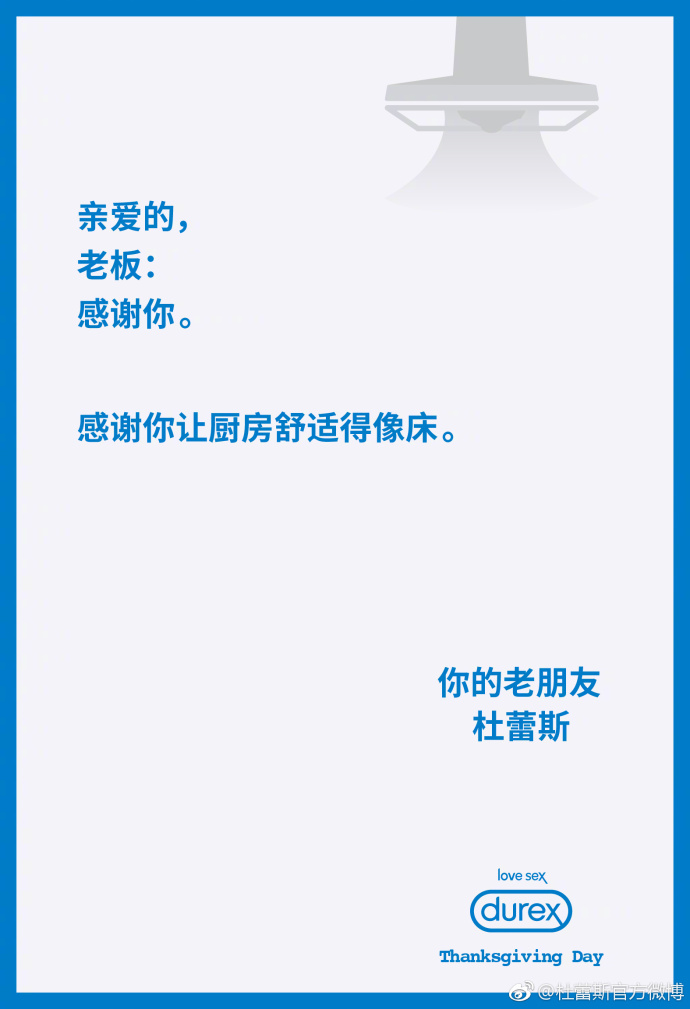 亲爱的，
老板：
感谢你。
感谢你让厨房舒适得像床。
你的老朋友
杜蕾斯
love sex
durex
Thanksgiving Day
@杜蕾斯官方微博